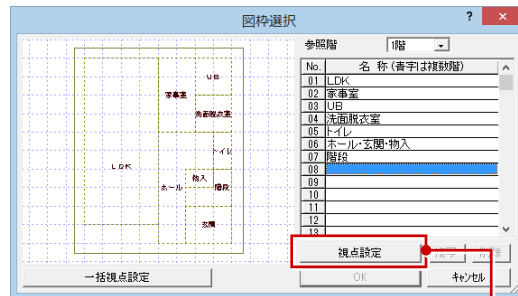 図枠選択
? ×
参照階 1階
No. 名 称(青字は複数階)
01 LDK
02 家事室
03 UB
04 洗面脱衣室
05 トイレ
06 ホール・玄関・物入
07 階段
08
09
10
11
12
13
UB
家事室
洗面脱衣室
トイレ
LDK
物入
ホール
階段
玄関
視点設定
複写
削除
一括視点設定
OK
キャンセル